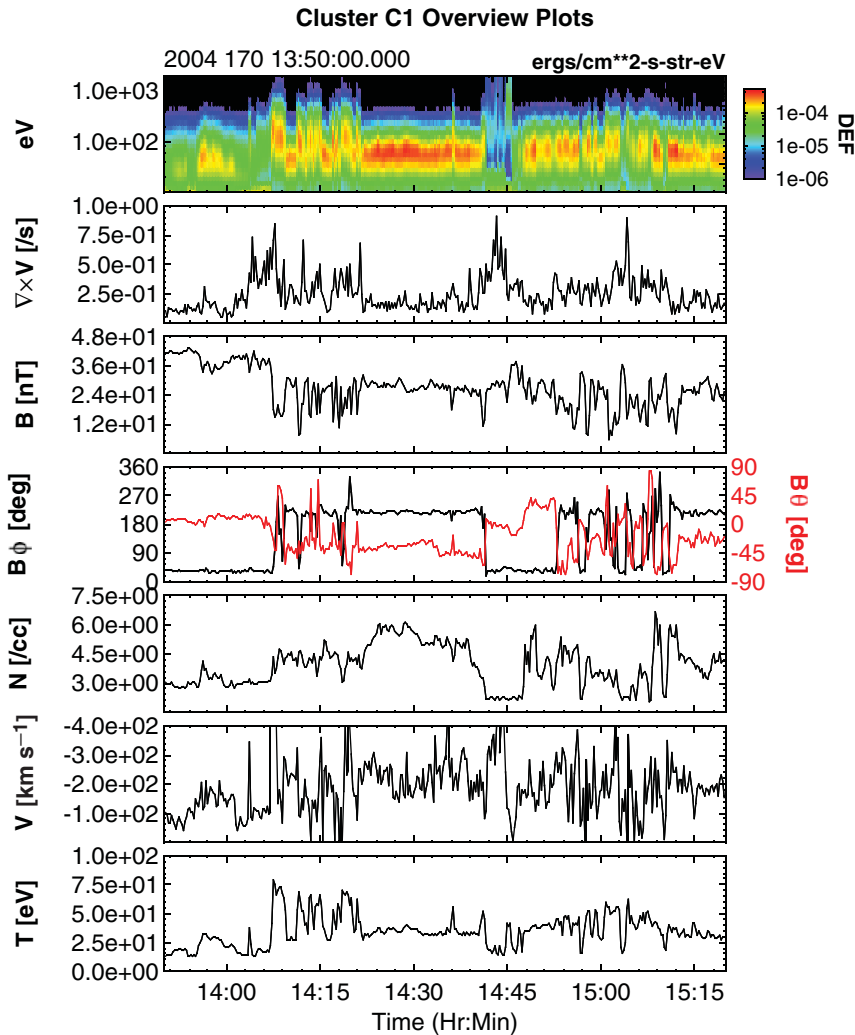 Cluster C1 Overview Plots
2004 170 13:50:00.000
ergs/cm**2-s-str-eV
eV
1.0e+03
1.0e+02
1e-04
1e-05
1e-06
DEF
∇×V [/s]
1.0e+00
7.5e-01
5.0e-01
2.5e-01
B [nT]
4.8e+01
3.6e+01
2.4e+01
1.2e+01
B ϕ [deg]
360
270
180
90
0
90
45
0
-45
-90
B θ [deg]
N [/cc]
7.5e+00
6.0e+00
4.5e+00
3.0e+00
V [km s⁻¹]
-4.0e+02
-3.0e+02
-2.0e+02
-1.0e+02
T [eV]
1.0e+02
7.5e+01
5.0e+01
2.5e+01
0.0e+00
14:00 14:15 14:30 14:45 15:00 15:15
Time (Hr:Min)